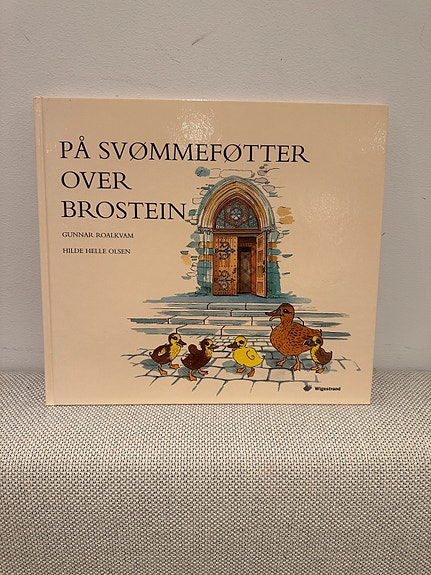 PÅ SVØMMEFØTTER
OVER
BROSTEIN
GUNNAR ROALKVAM
HILDE HELLE OLSEN
Wigestrand